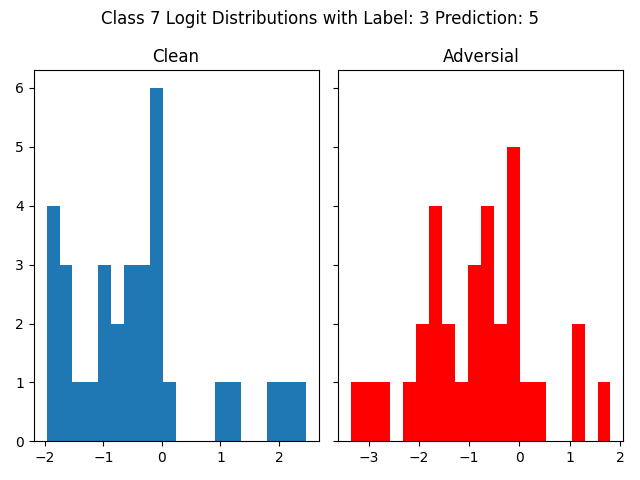 Class 7 Logit Distributions with Label: 3 Prediction: 5
Clean
Adversial
6
5
4
3
2
1
0
−2 −1 0 1 2
−3 −2 −1 0 1 2